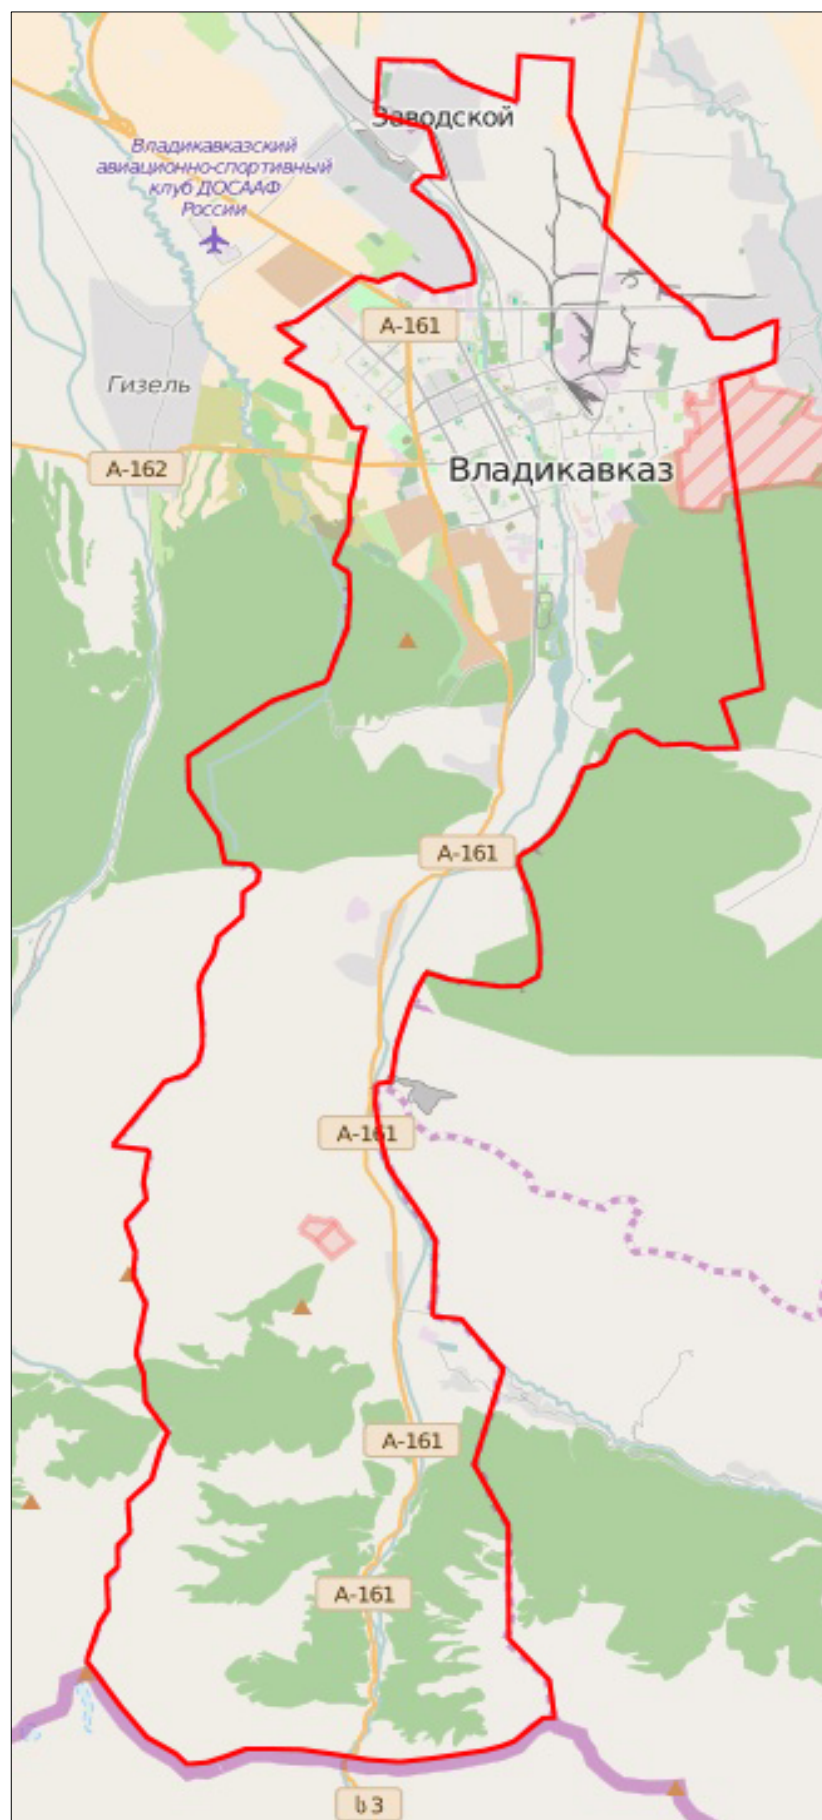 Заводской
Владикавказский
авиационно-спортивный
клуб ДОСААФ
России
А-161
Гизель
А-162
Владикавказ
А-161
А-161
А-161
А-161
ს 3